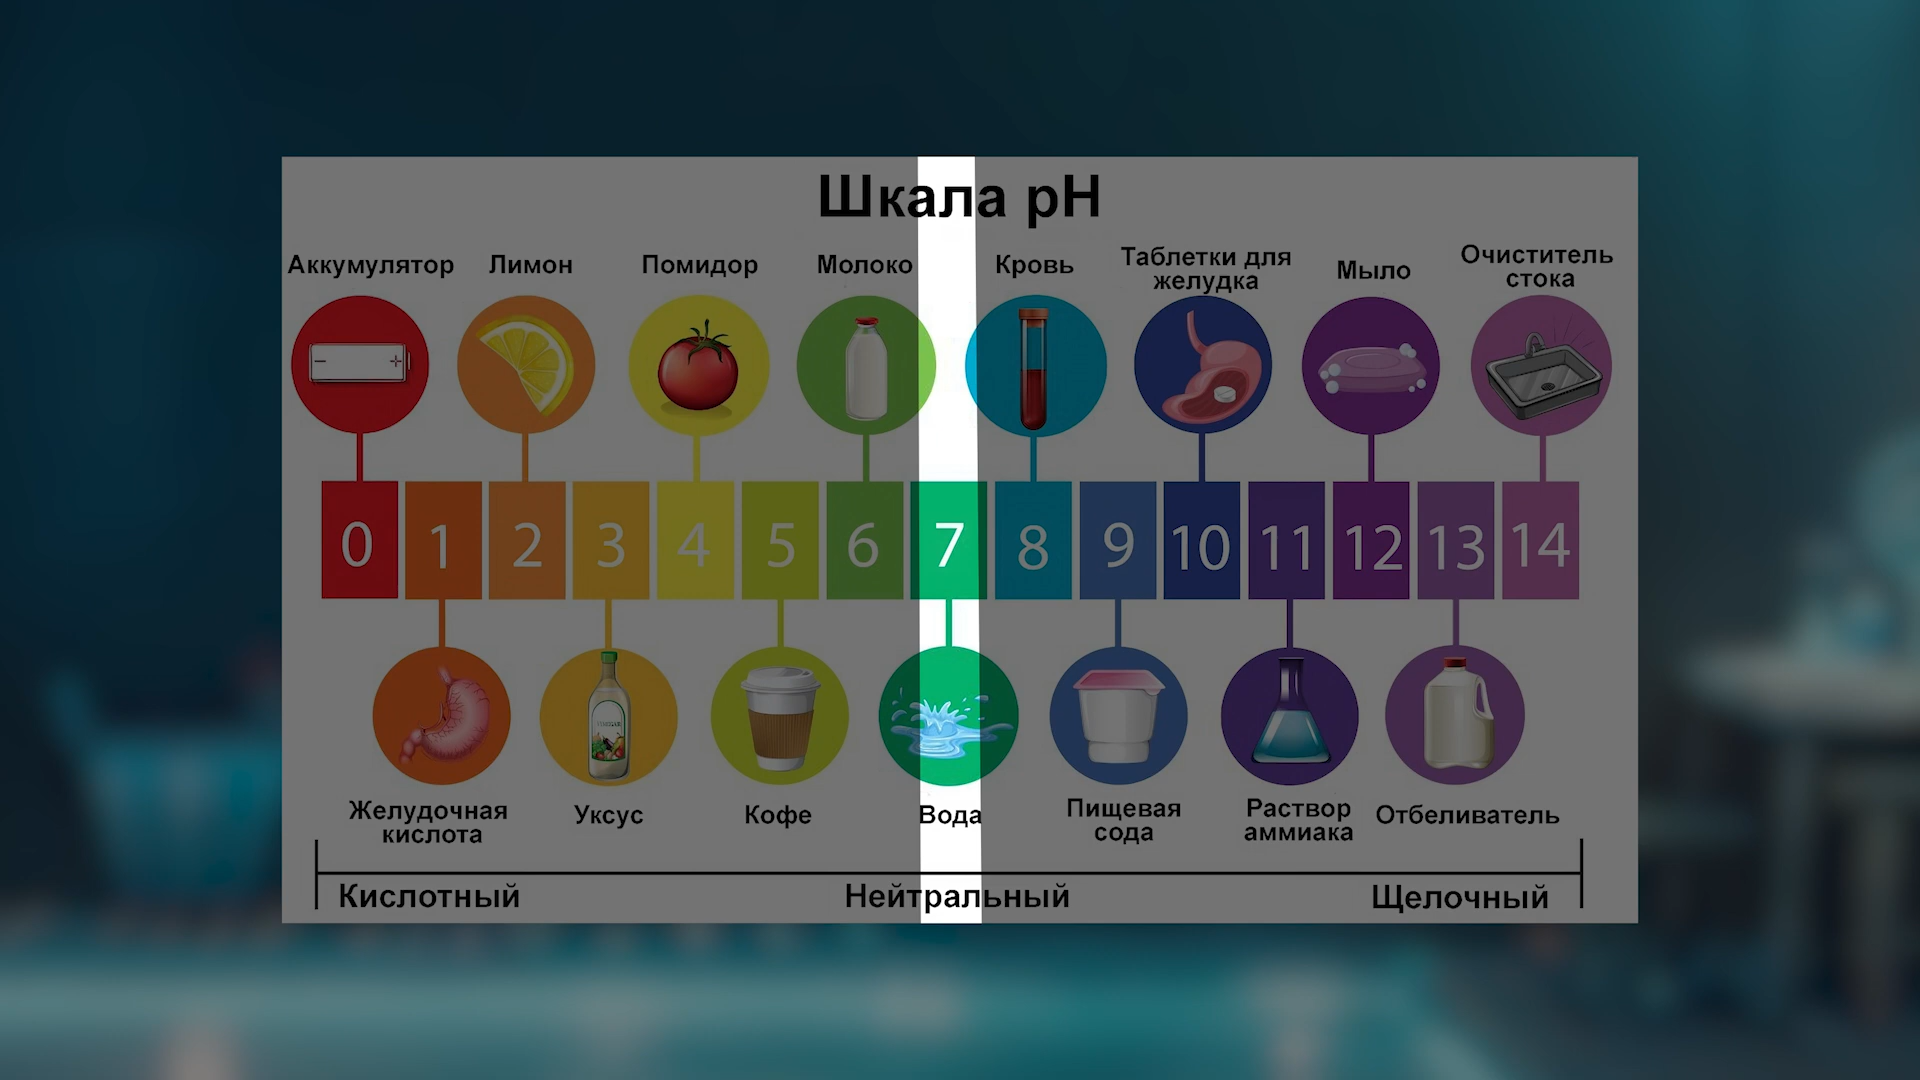 Шкала pH
Аккумулятор
Лимон
Помидор
Молоко
Кровь
Таблетки для
желудка
Мыло
Очиститель
стока
0 1 2 3 4 5 6 7 8 9 10 11 12 13 14
Желудочная
кислота
Уксус
Кофе
Вода
Пищевая
сода
Раствор
аммиака
Отбеливатель
Кислотный
Нейтральный
Щелочный